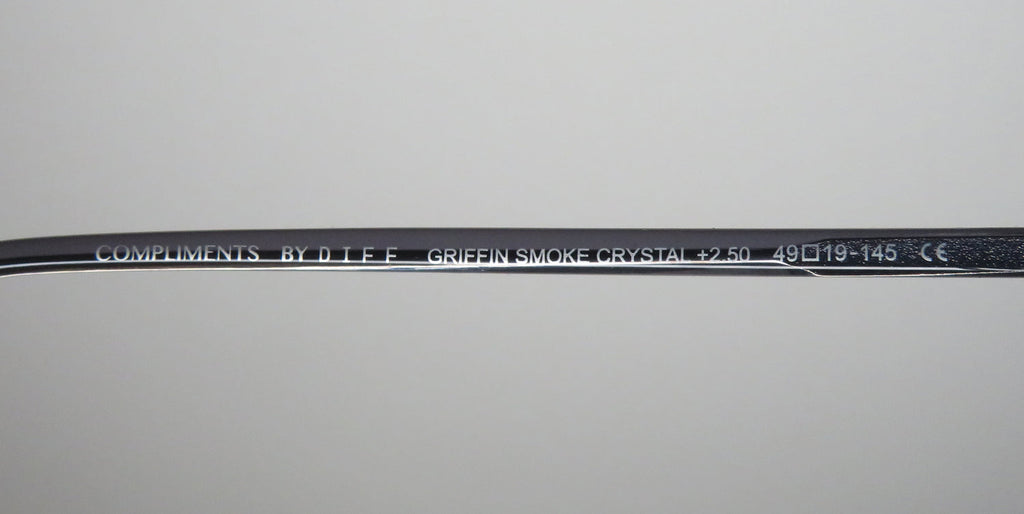 COMPLIMENTS BY DIFF GRIFFIN SMOKE CRYSTAL +2.50 49□19-145 CE